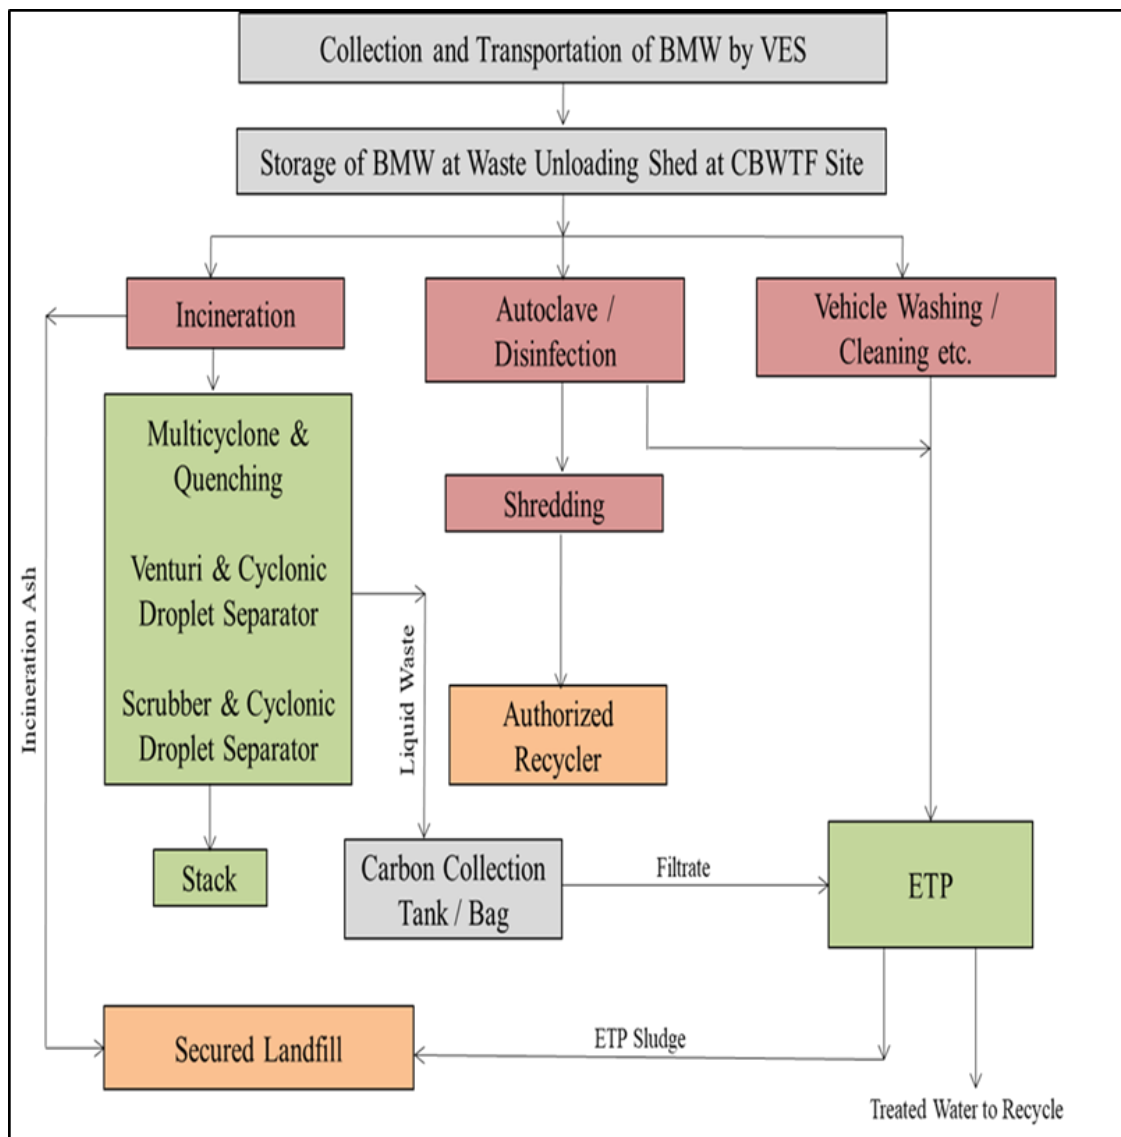 Collection and Transportation of BMW by VES
Storage of BMW at Waste Unloading Shed at CBWTF Site
Incineration
Autoclave /
Disinfection
Vehicle Washing /
Cleaning etc.
Multicyclone &
Quenching
Venturi & Cyclonic
Droplet Separator
Scrubber & Cyclonic
Droplet Separator
Shredding
Incineration Ash
Liquid Waste
Authorized
Recycler
Stack
Carbon Collection
Tank / Bag
Filtrate
ETP
Secured Landfill
ETP Sludge
Treated Water to Recycle